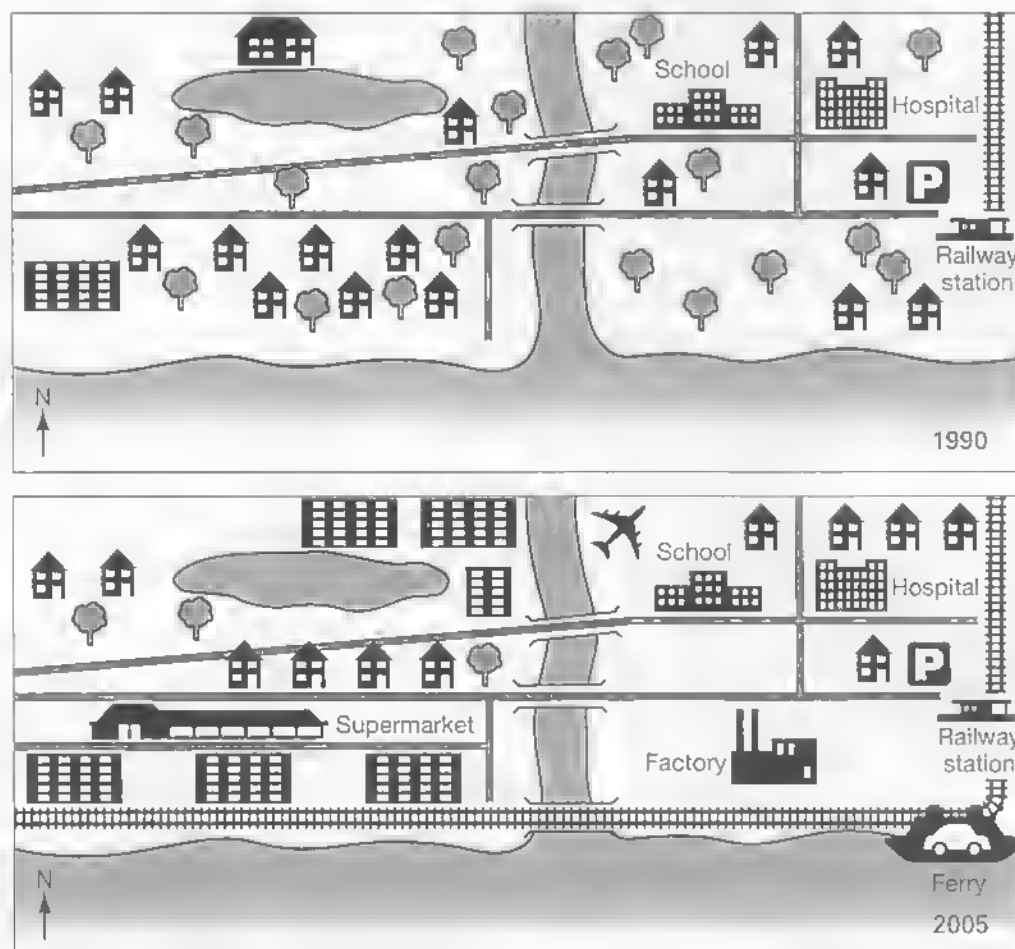 School
Hospital
P
Railway
station
N
1990
School
Hospital
P
Supermarket
Railway
station
Factory
Ferry
N
2005